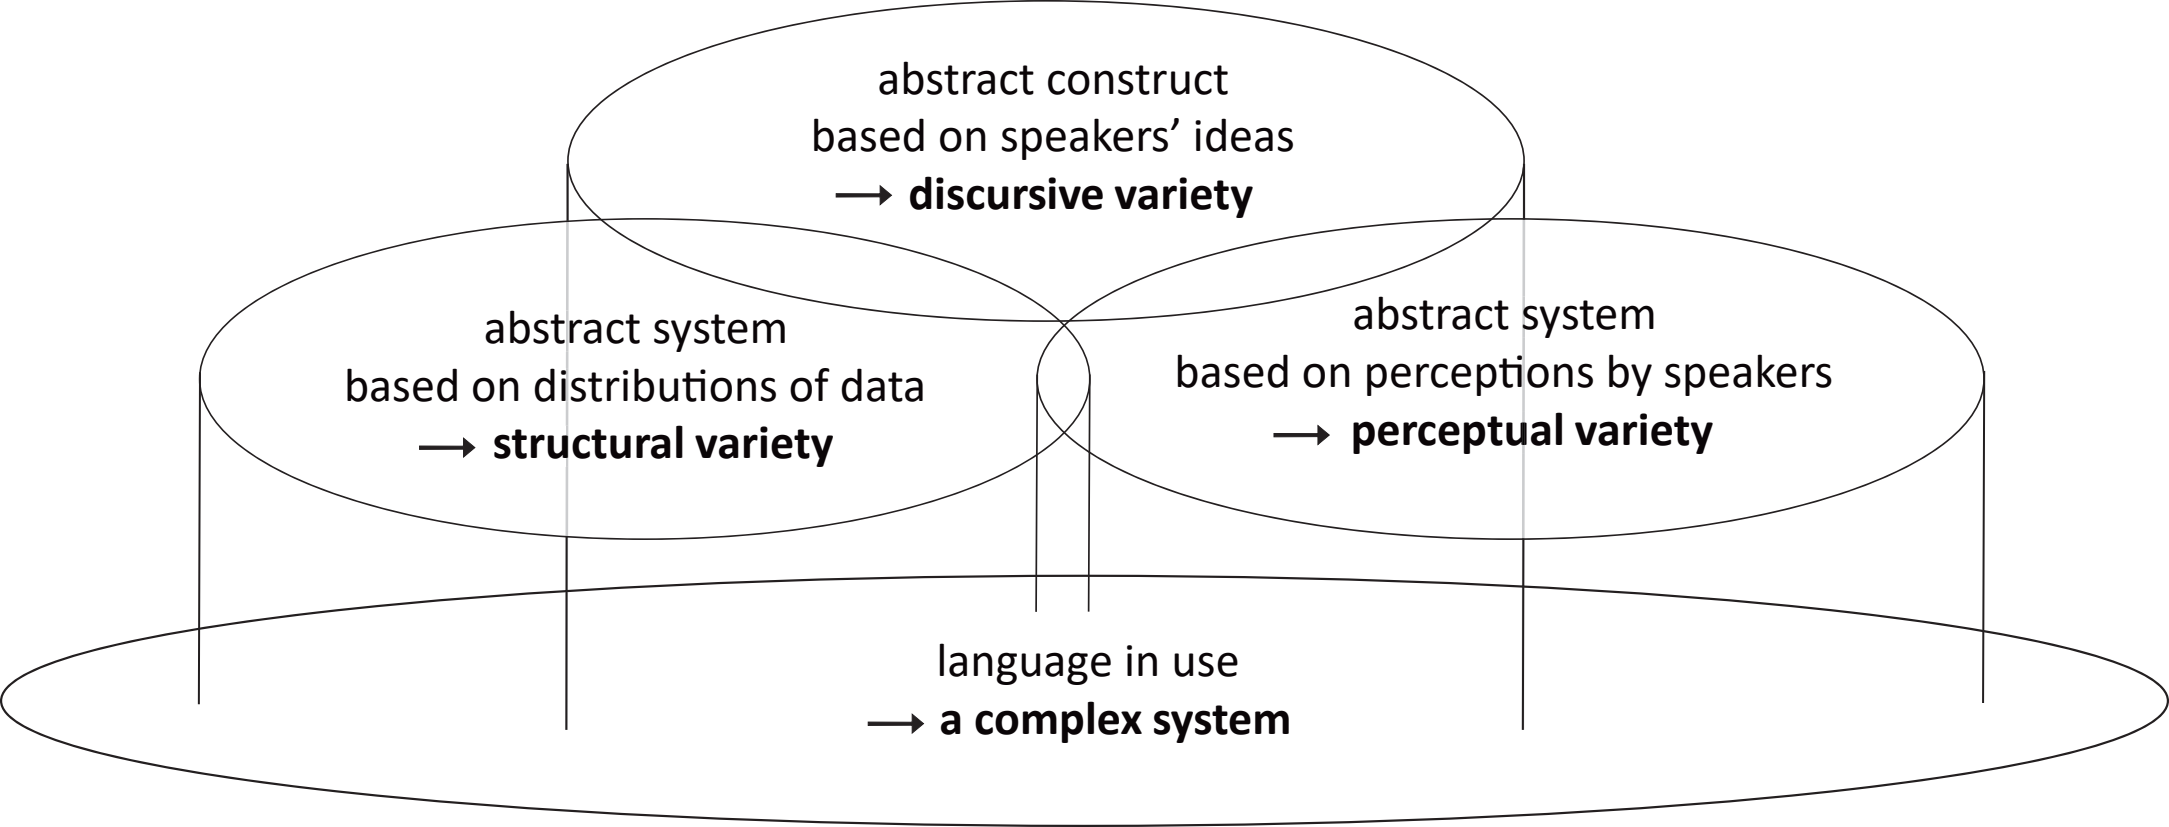 abstract construct
based on speakers’ ideas
→ discursive variety
abstract system
based on distributions of data
→ structural variety
abstract system
based on perceptions by speakers
→ perceptual variety
language in use
→ a complex system